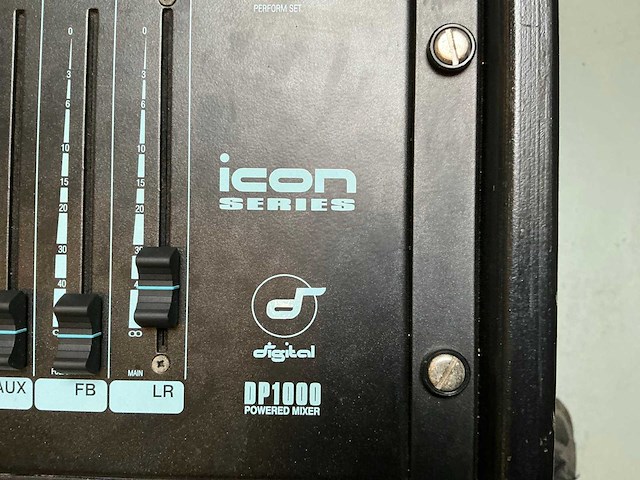 PERFORM SET
0
3
6
10
15
20
30
40
0
3
6
10
15
20
MAIN
AUX
FB
LR
icon
SERIES
digital
DP1000
POWERED MIXER